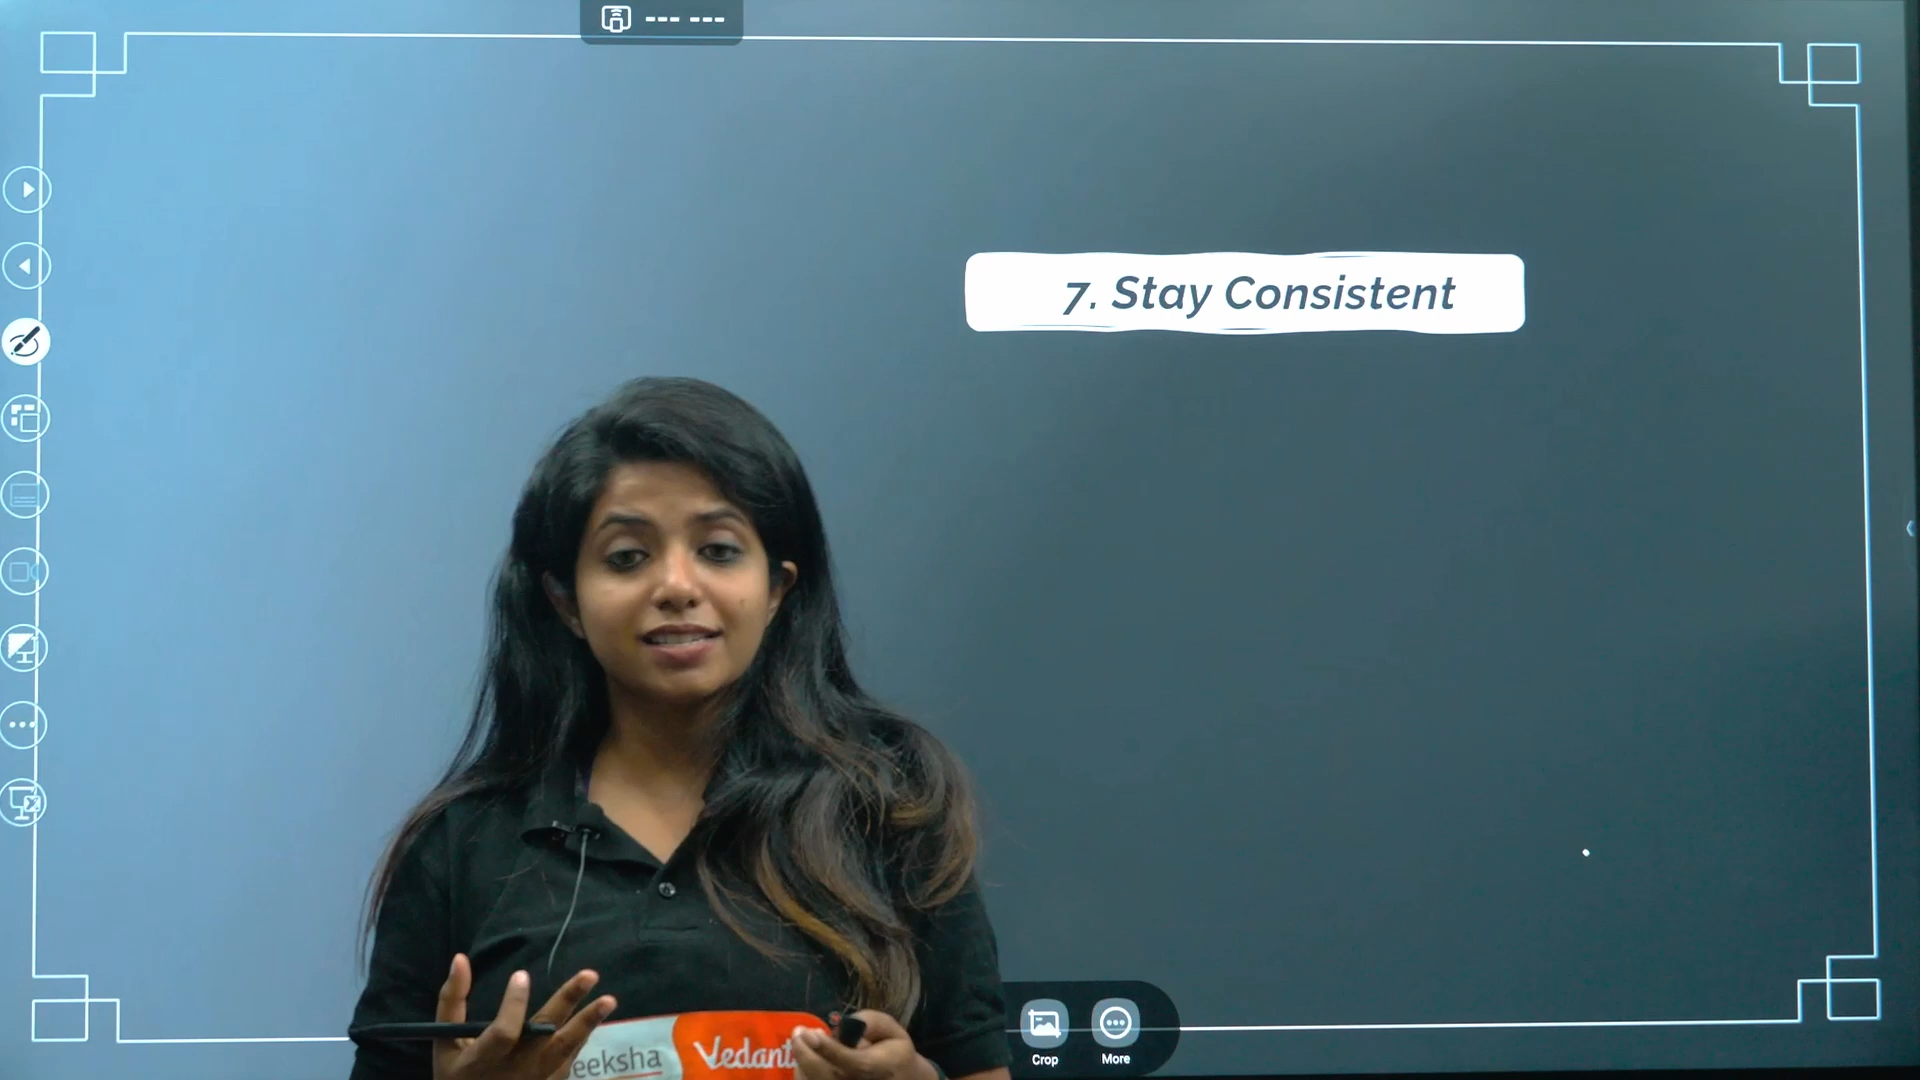 --- ---
7. Stay Consistent
eeksha
Vedant
Crop
More